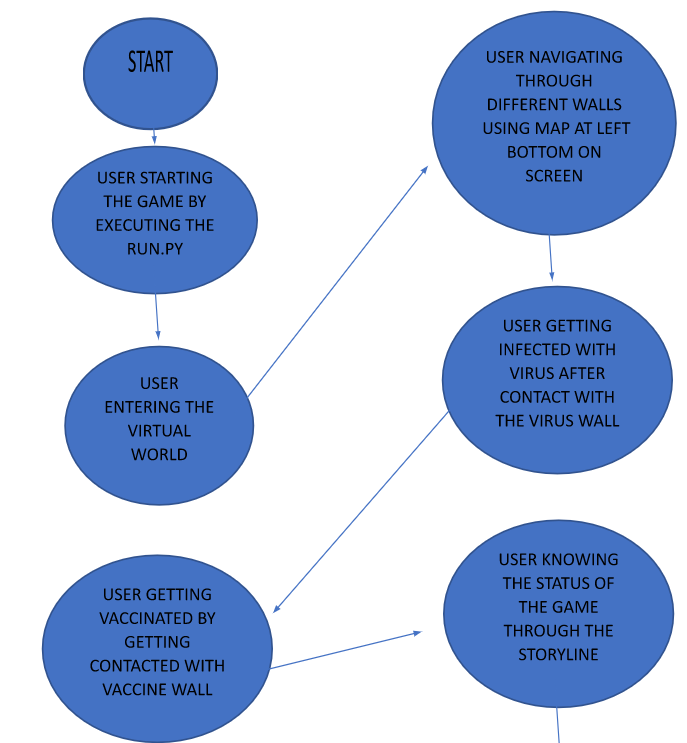 START
USER STARTING
THE GAME BY
EXECUTING THE
RUN.PY
USER
ENTERING THE
VIRTUAL
WORLD
USER NAVIGATING
THROUGH
DIFFERENT WALLS
USING MAP AT LEFT
BOTTOM ON
SCREEN
USER GETTING
INFECTED WITH
VIRUS AFTER
CONTACT WITH
THE VIRUS WALL
USER GETTING
VACCINATED BY
GETTING
CONTACTED WITH
VACCINE WALL
USER KNOWING
THE STATUS OF
THE GAME
THROUGH THE
STORYLINE